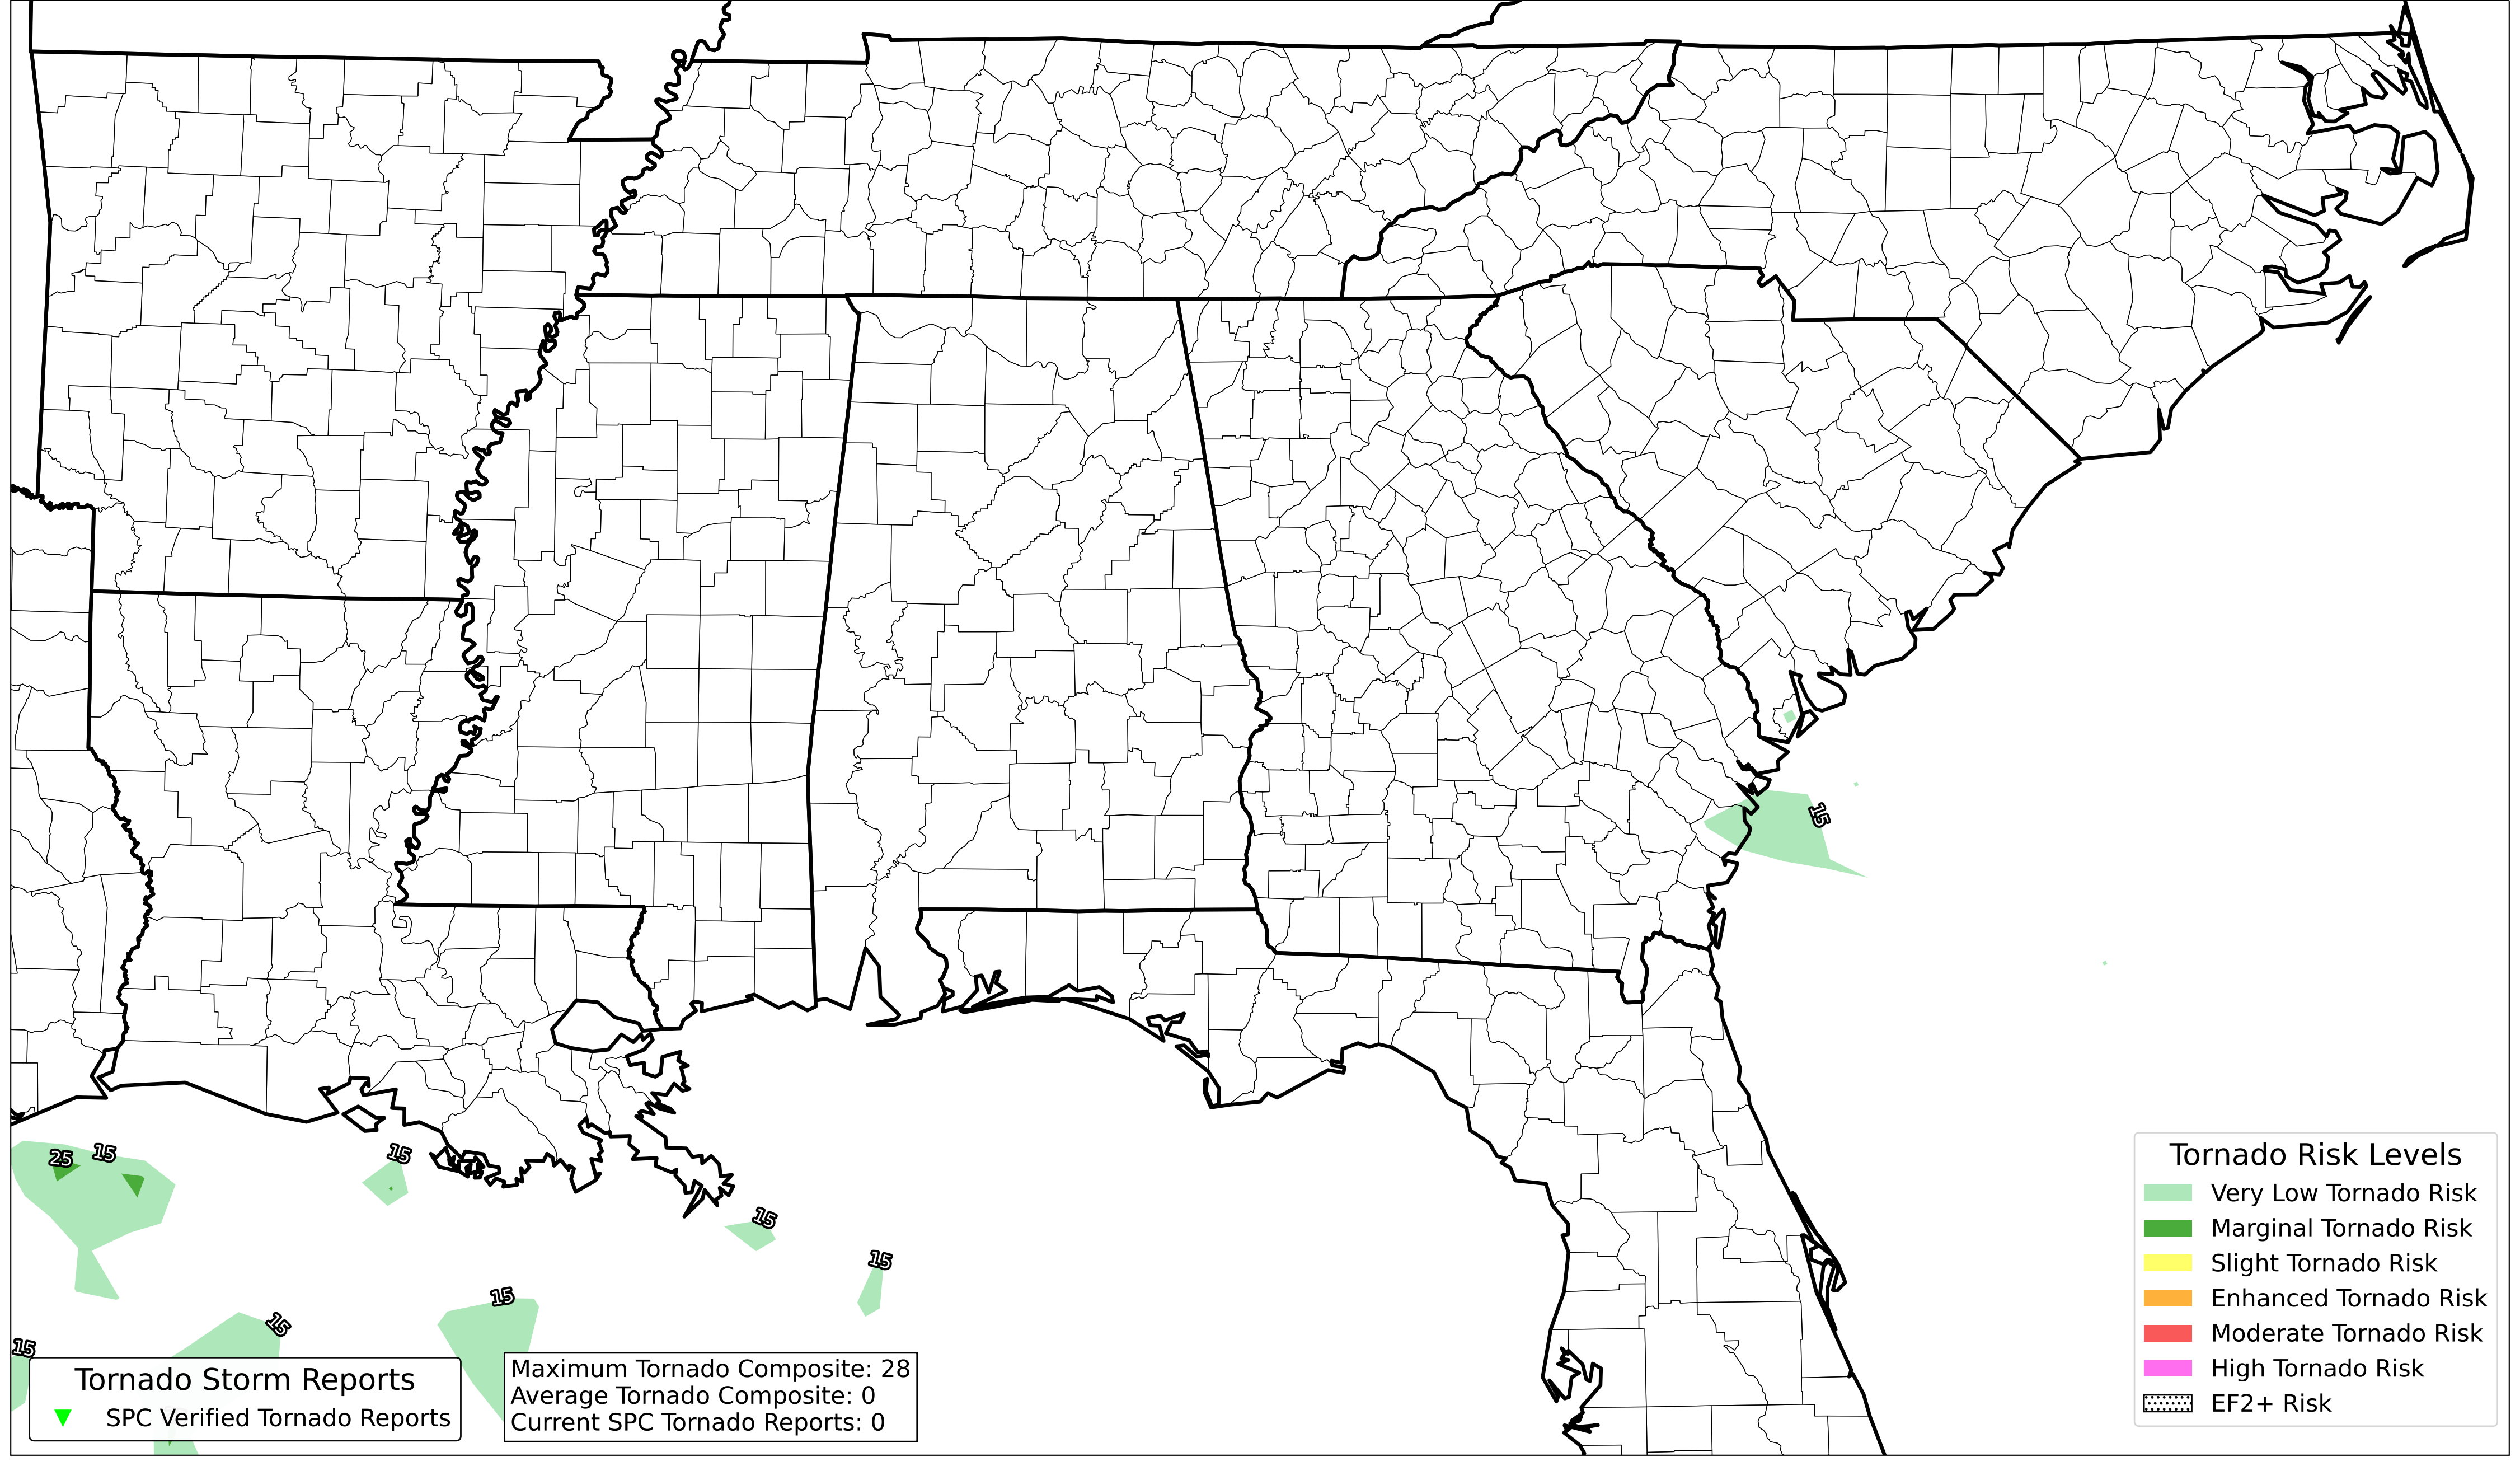 15
25
15
15
15
15
15
15
15
Tornado Storm Reports
SPC Verified Tornado Reports
Maximum Tornado Composite: 28
Average Tornado Composite: 0
Current SPC Tornado Reports: 0
Tornado Risk Levels
Very Low Tornado Risk
Marginal Tornado Risk
Slight Tornado Risk
Enhanced Tornado Risk
Moderate Tornado Risk
High Tornado Risk
EF2+ Risk